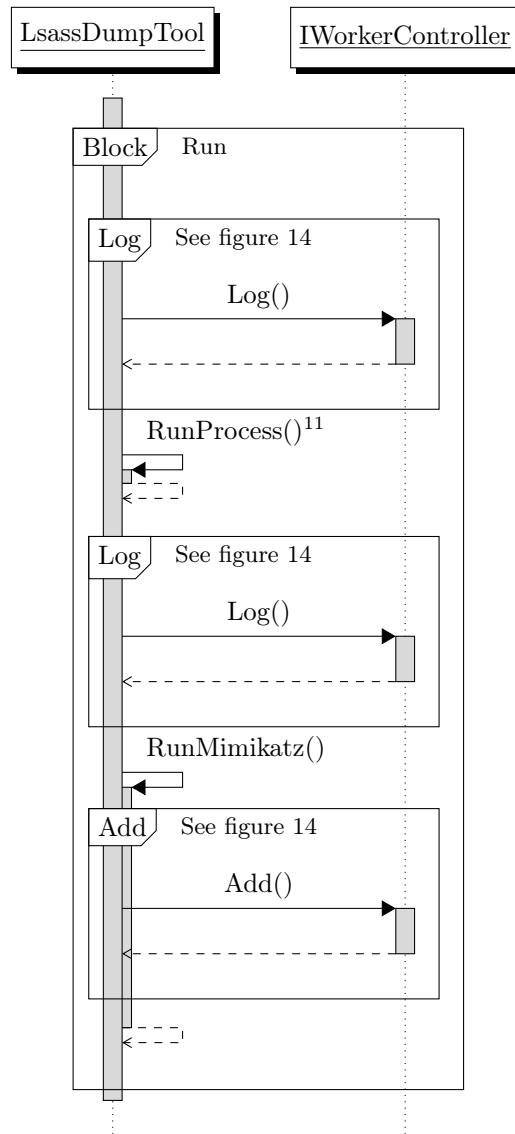 LsassDumpTool
IWorkerController
Block Run
Log See figure 14
Log()
RunProcess()¹¹
Log See figure 14
Log()
RunMimikatz()
Add See figure 14
Add()